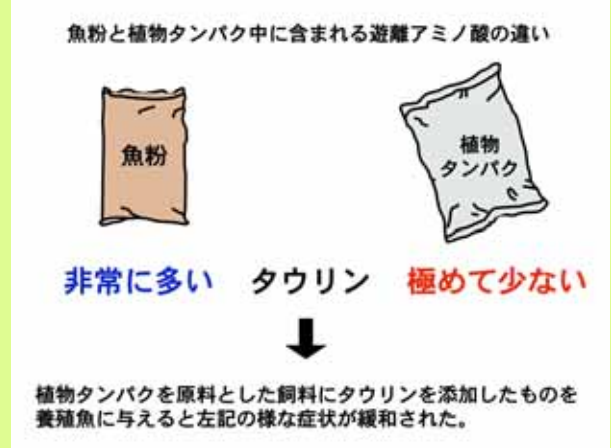 魚粉と植物タンパク中に含まれる遊離アミノ酸の違い
魚粉
植物
タンパク
非常に多い タウリン 極めて少ない
植物タンパクを原料とした飼料にタウリンを添加したものを
養殖魚に与えると左記の様な症状が緩和された。